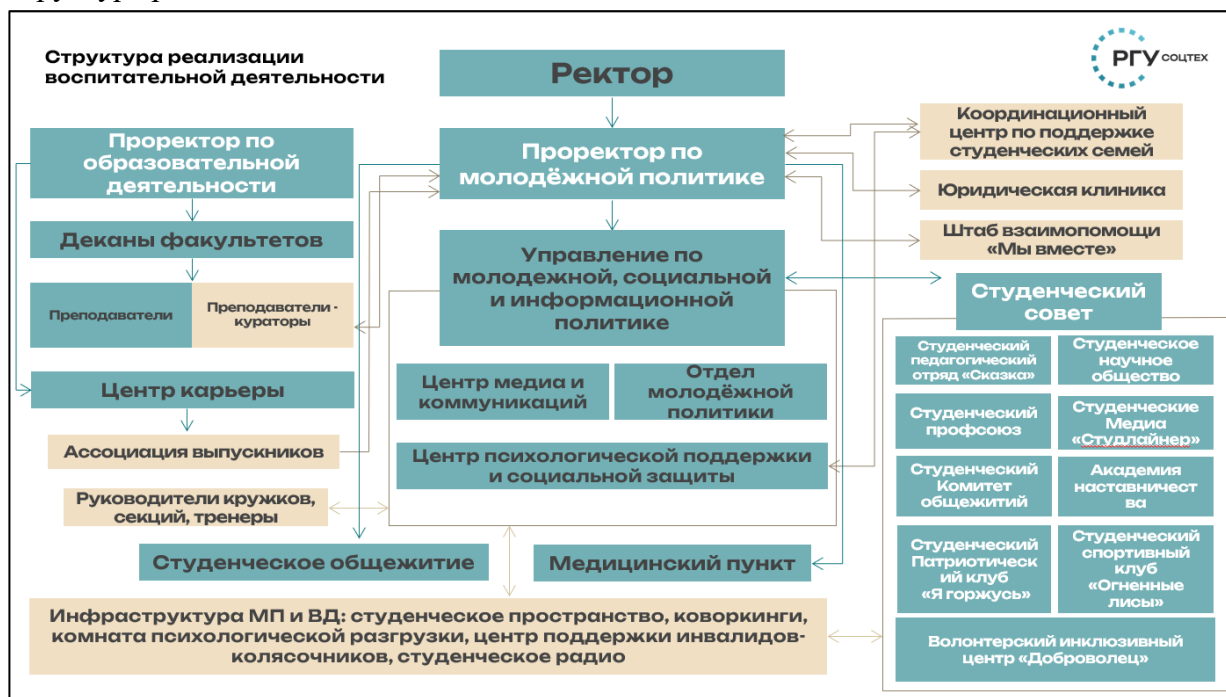 Структура реализации
воспитательной деятельности
РГУ СОЦТЕХ
Ректор
Проректор по
образовательной
деятельности
Проректор по
молодёжной политике
Координационный
центр по поддержке
студенческих семей
Юридическая клиника
Штаб взаимопомощи
«Мы вместе»
Деканы факультетов
Преподаватели
Преподаватели -
кураторы
Управление по
молодежной, социальной
и информационной
политике
Центр карьеры
Ассоциация выпускников
Руководители кружков,
секций, тренеры
Центр медиа и
коммуникаций
Отдел
молодёжной
политики
Центр психологической поддержки
и социальной защиты
Студенческое общежитие
Медицинский пункт
Инфраструктура МП и ВД: студенческое пространство, коворкинги,
комната психологической разгрузки, центр поддержки инвалидов-
колясочников, студенческое радио
Студенческий
совет
Студенческий
педагогический
отряд «Сказка»
Студенческое
научное
общество
Студенческий
профсоюз
Студенческие
Медиа
«Студлайнер»
Студенческий
Комитет
общежитий
Академия
наставничест
ва
Студенческий
Патриотическ
ий клуб
«Я горжусь»
Студенческий
спортивный
клуб
«Огненные
лисы»
Волонтерский инклюзивный
центр «Доброволец»